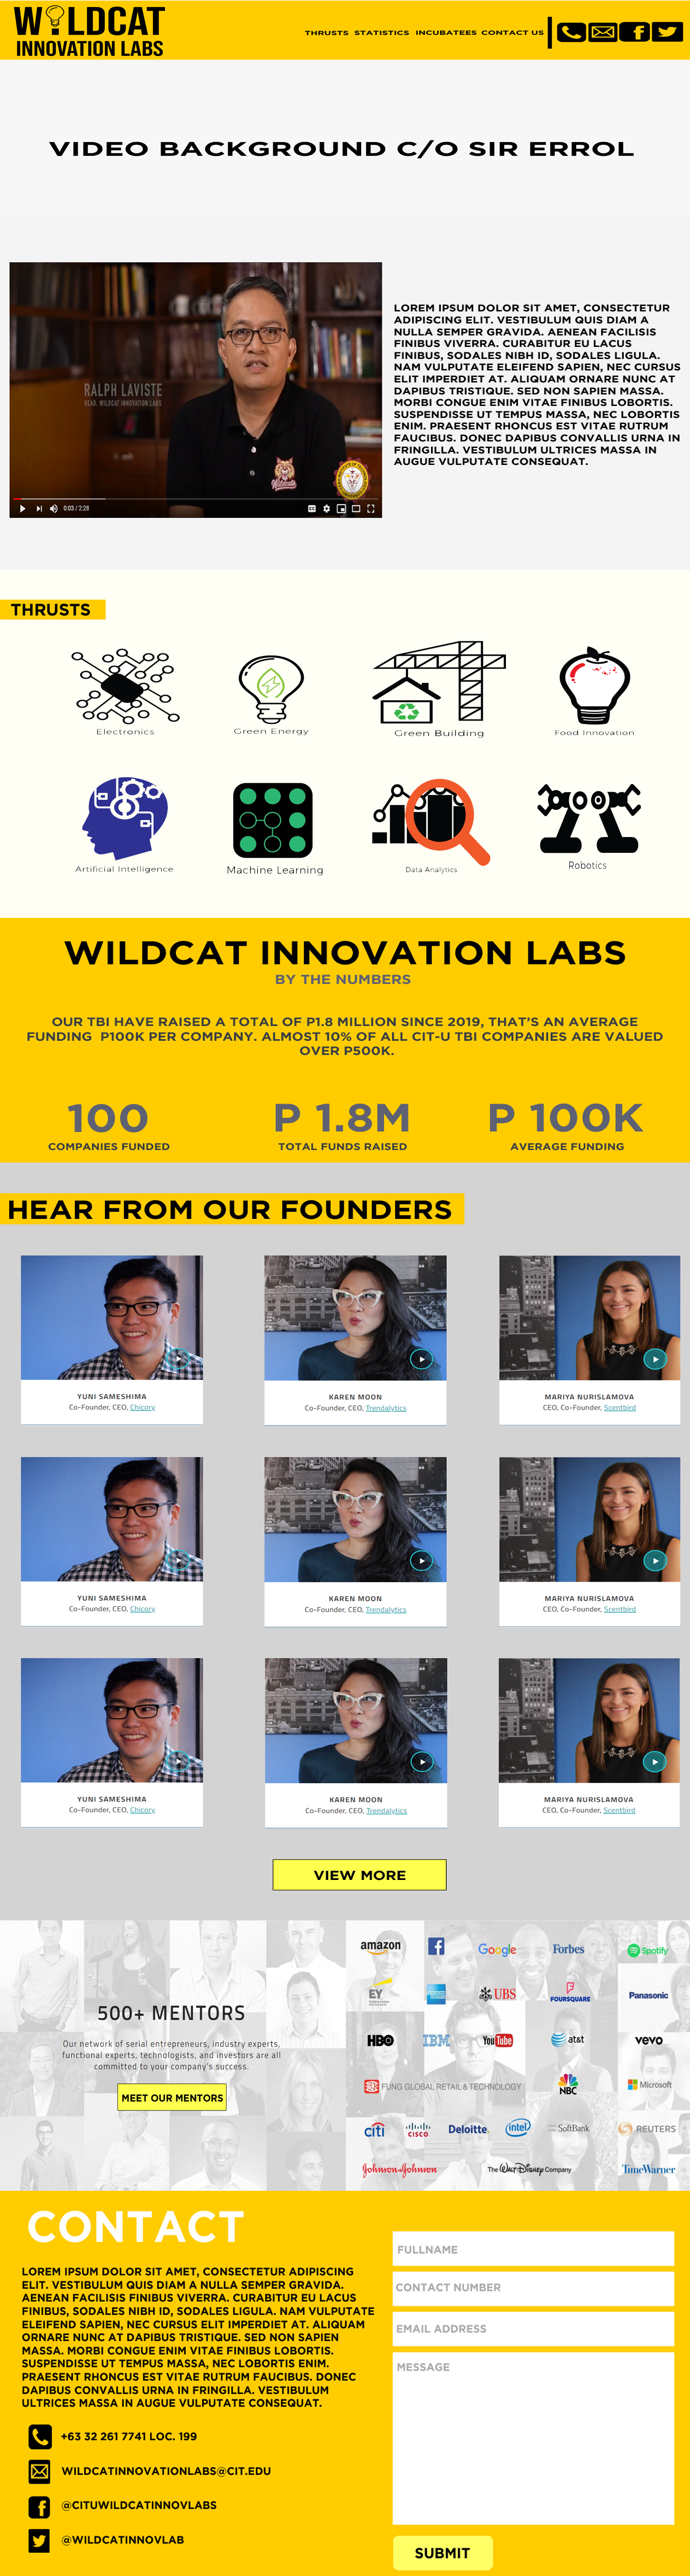 WILDCAT
INNOVATION LABS
THRUSTS STATISTICS INCUBATEES CONTACT US
VIDEO BACKGROUND C/O SIR ERROL
RALPH LAVISTE
HEAD, WILDCAT INNOVATION LABS
Wildcats
0:03 / 2:28
LOREM IPSUM DOLOR SIT AMET, CONSECTETUR
ADIPISCING ELIT. VESTIBULUM QUIS DIAM A
NULLA SEMPER GRAVIDA. AENEAN FACILISIS
FINIBUS VIVERRA. CURABITUR EU LACUS
FINIBUS, SODALES NIBH ID, SODALES LIGULA.
NAM VULPUTATE ELEIFEND SAPIEN, NEC CURSUS
ELIT IMPERDIET AT. ALIQUAM ORNARE NUNC AT
DAPIBUS TRISTIQUE. SED NON SAPIEN MASSA.
MORBI CONGUE ENIM VITAE FINIBUS LOBORTIS.
SUSPENDISSE UT TEMPUS MASSA, NEC LOBORTIS
ENIM. PRAESENT RHONCUS EST VITAE RUTRUM
FAUCIBUS. DONEC DAPIBUS CONVALLIS URNA IN
FRINGILLA. VESTIBULUM ULTRICES MASSA IN
AUGUE VULPUTATE CONSEQUAT.
THRUSTS
Electronics
Green Energy
Green Building
Food Innovation
Artificial Intelligence
Machine Learning
Data Analytics
Robotics
WILDCAT INNOVATION LABS
BY THE NUMBERS
OUR TBI HAVE RAISED A TOTAL OF P1.8 MILLION SINCE 2019, THAT'S AN AVERAGE
FUNDING P100K PER COMPANY. ALMOST 10% OF ALL CIT-U TBI COMPANIES ARE VALUED
OVER P500K.
100 P 1.8M P 100K
COMPANIES FUNDED TOTAL FUNDS RAISED AVERAGE FUNDING
HEAR FROM OUR FOUNDERS
YUNI SAMESHIMA
Co-Founder, CEO, Chicory
KAREN MOON
Co-Founder, CEO, Trendalytics
MARIYA NURISLAMOVA
CEO, Co-Founder, Scentbird
YUNI SAMESHIMA
Co-Founder, CEO, Chicory
KAREN MOON
Co-Founder, CEO, Trendalytics
MARIYA NURISLAMOVA
CEO, Co-Founder, Scentbird
YUNI SAMESHIMA
Co-Founder, CEO, Chicory
KAREN MOON
Co-Founder, CEO, Trendalytics
MARIYA NURISLAMOVA
CEO, Co-Founder, Scentbird
VIEW MORE
500+ MENTORS
Our network of serial entrepreneurs, industry experts,
functional experts, technologists, and investors are all
committed to your company's success.
MEET OUR MENTORS
amazon Google Forbes Spotify
EY UBS FOURSQUARE Panasonic
HBO IBM YouTube at&t vevo
FUNG GLOBAL RETAIL & TECHNOLOGY NBC Microsoft
citi CISCO Deloitte. intel SoftBank REUTERS
Johnson & Johnson The WALT DISNEY Company TimeWarner
CONTACT
LOREM IPSUM DOLOR SIT AMET, CONSECTETUR ADIPISCING
ELIT. VESTIBULUM QUIS DIAM A NULLA SEMPER GRAVIDA.
AENEAN FACILISIS FINIBUS VIVERRA. CURABITUR EU LACUS
FINIBUS, SODALES NIBH ID, SODALES LIGULA. NAM VULPUTATE
ELEIFEND SAPIEN, NEC CURSUS ELIT IMPERDIET AT. ALIQUAM
ORNARE NUNC AT DAPIBUS TRISTIQUE. SED NON SAPIEN
MASSA. MORBI CONGUE ENIM VITAE FINIBUS LOBORTIS.
SUSPENDISSE UT TEMPUS MASSA, NEC LOBORTIS ENIM.
PRAESENT RHONCUS EST VITAE RUTRUM FAUCIBUS. DONEC
DAPIBUS CONVALLIS URNA IN FRINGILLA. VESTIBULUM
ULTRICES MASSA IN AUGUE VULPUTATE CONSEQUAT.
+63 32 261 7741 LOC. 199
WILDCATINNOVATIONLABS@CIT.EDU
@CITUWILDCATINNOVLABS
@WILDCATINNOVLAB
FULLNAME
CONTACT NUMBER
EMAIL ADDRESS
MESSAGE
SUBMIT